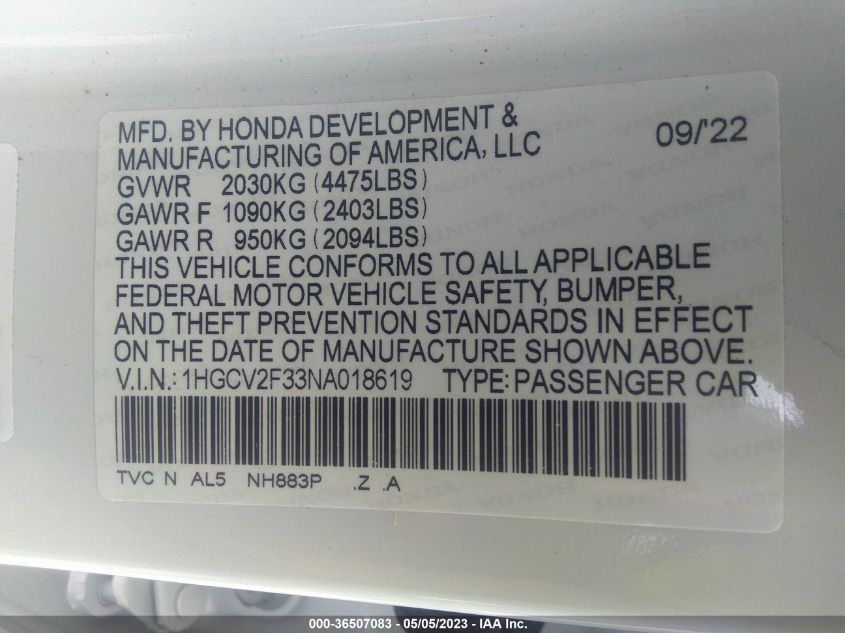 MFD. BY HONDA DEVELOPMENT &
MANUFACTURING OF AMERICA, LLC 09/'22
GVWR 2030KG (4475LBS)
GAWR F 1090KG (2403LBS)
GAWR R 950KG (2094LBS)
THIS VEHICLE CONFORMS TO ALL APPLICABLE
FEDERAL MOTOR VEHICLE SAFETY, BUMPER,
AND THEFT PREVENTION STANDARDS IN EFFECT
ON THE DATE OF MANUFACTURE SHOWN ABOVE.
V.I.N.: 1HGCV2F33NA018619 TYPE: PASSENGER CAR
TVC N AL5 NH883P .Z .A
000-36507083 - 05/05/2023 - IAA Inc.